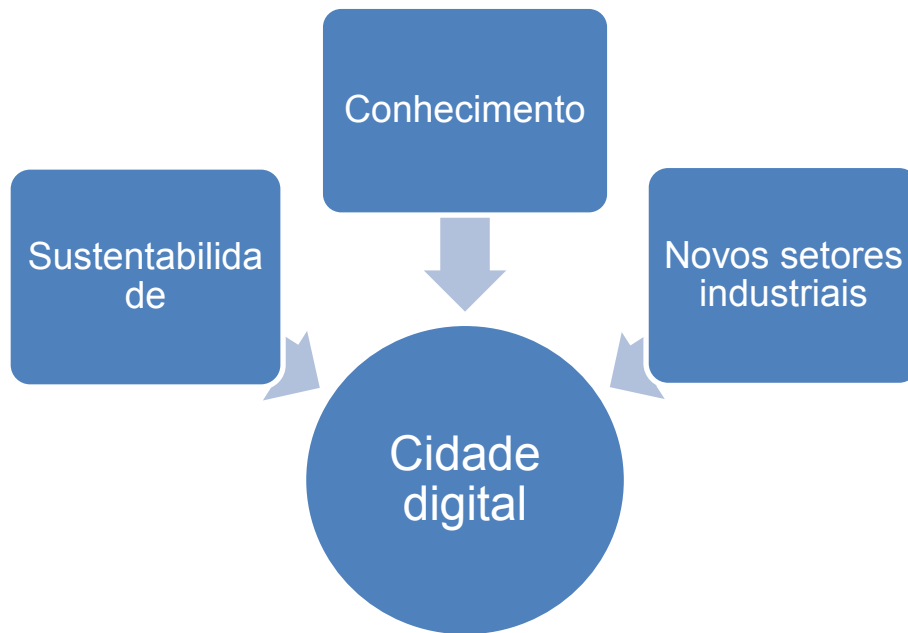 Conhecimento
Sustentabilida
de
Novos setores
industriais
Cidade
digital